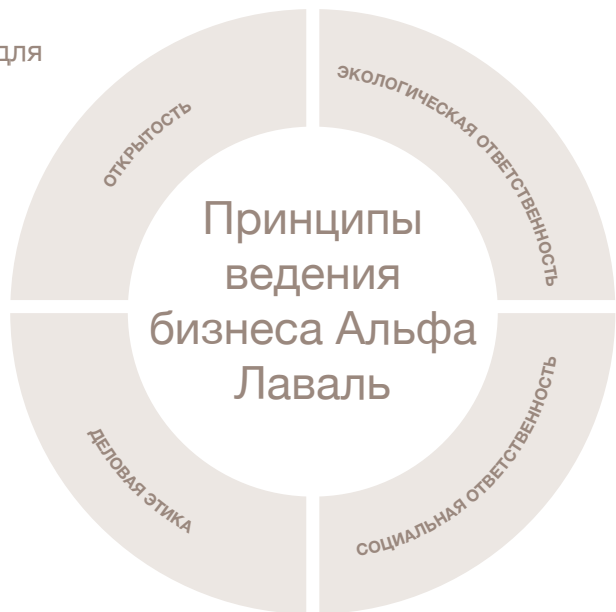 для
ОТКРЫТОСТЬ
ЭКОЛОГИЧЕСКАЯ ОТВЕТСТВЕННОСТЬ
Принципы
ведения
бизнеса Альфа
Лаваль
ДЕЛОВАЯ ЭТИКА
СОЦИАЛЬНАЯ ОТВЕТСТВЕННОСТЬ